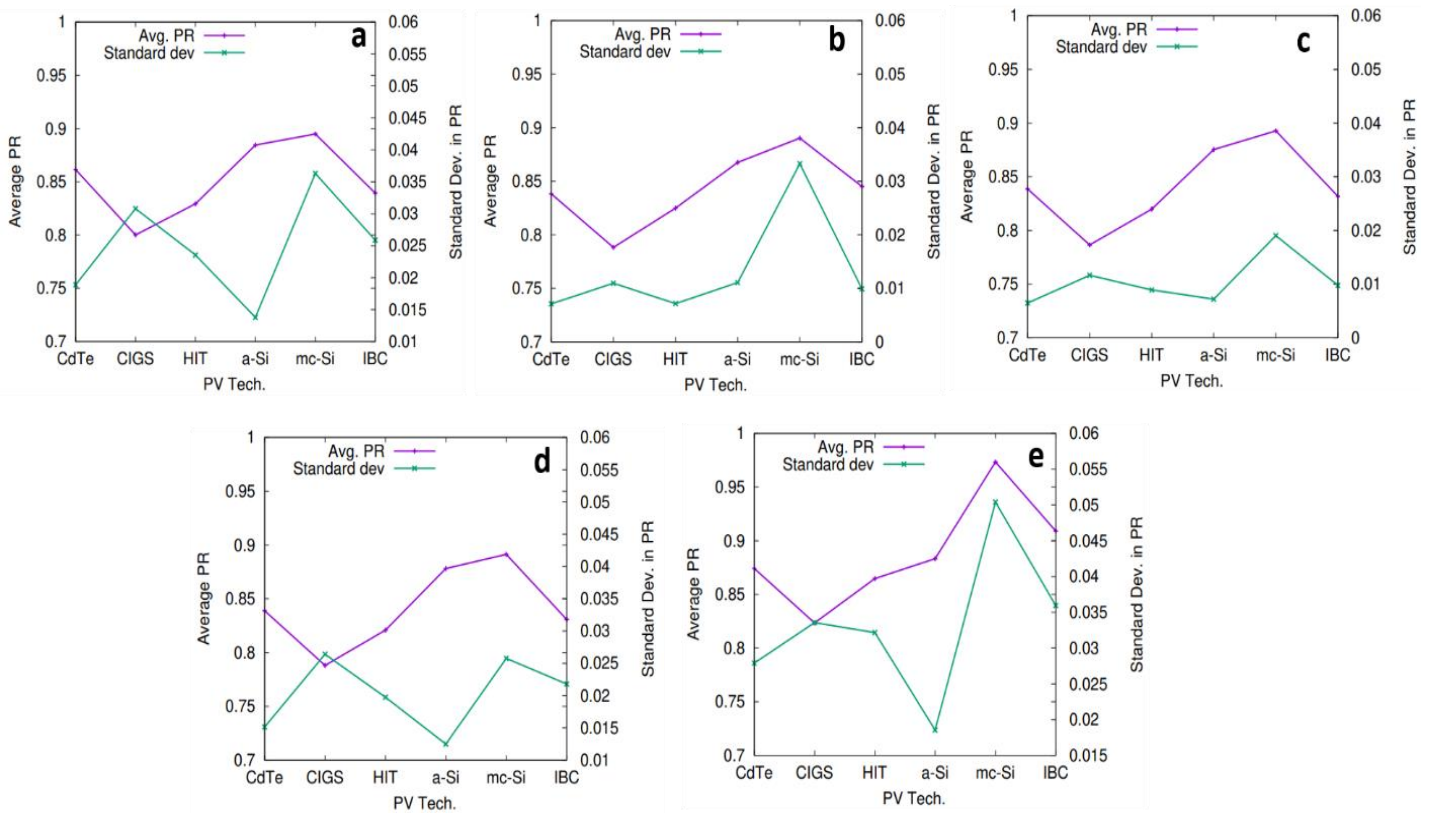 a
Avg. PR
Standard dev
1
0.95
0.9
0.85
0.8
0.75
0.7
0.06
0.055
0.05
0.045
0.04
0.035
0.03
0.025
0.02
0.015
0.01
Average PR
Standard Dev. in PR
CdTe CIGS HIT a-Si mc-Si IBC
PV Tech.
b
Avg. PR
Standard dev
1
0.95
0.9
0.85
0.8
0.75
0.7
0.06
0.05
0.04
0.03
0.02
0.01
0
Average PR
Standard Dev. in PR
CdTe CIGS HIT a-Si mc-Si IBC
PV Tech.
c
Avg. PR
Standard dev
1
0.95
0.9
0.85
0.8
0.75
0.7
0.06
0.05
0.04
0.03
0.02
0.01
0
Average PR
Standard Dev. in PR
CdTe CIGS HIT a-Si mc-Si IBC
PV Tech.
d
Avg. PR
Standard dev
1
0.95
0.9
0.85
0.8
0.75
0.7
0.06
0.055
0.05
0.045
0.04
0.035
0.03
0.025
0.02
0.015
0.01
Average PR
Standard Dev. in PR
CdTe CIGS HIT a-Si mc-Si IBC
PV Tech.
e
Avg. PR
Standard dev
1
0.95
0.9
0.85
0.8
0.75
0.7
0.06
0.055
0.05
0.045
0.04
0.035
0.03
0.025
0.02
0.015
Average PR
Standard Dev. in PR
CdTe CIGS HIT a-Si mc-Si IBC
PV Tech.